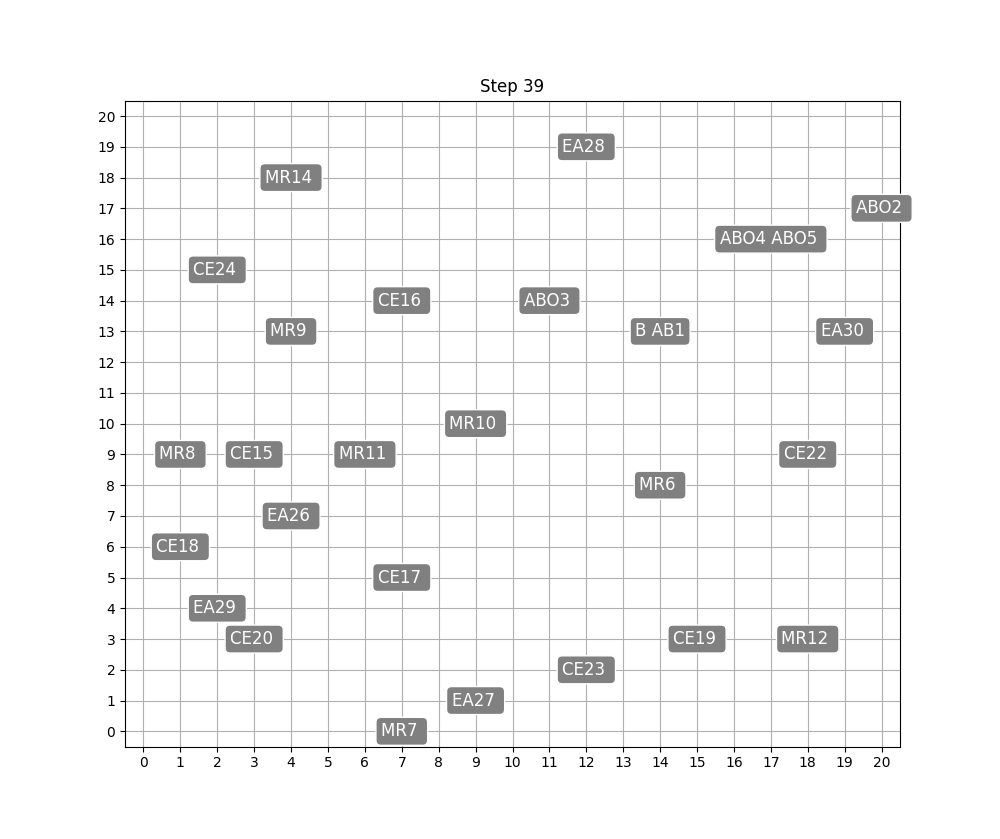 Step 39
20
19 EA28
18 MR14
17 ABO2
16 ABO4 ABO5
15 CE24
14 CE16 ABO3
13 MR9 B AB1 EA30
12
11
10 MR10
9 MR8 CE15 MR11 CE22
8 MR6
7 EA26
6 CE18
5 CE17
4 EA29
3 CE20 CE19 MR12
2 CE23
1 EA27
0 MR7
0 1 2 3 4 5 6 7 8 9 10 11 12 13 14 15 16 17 18 19 20